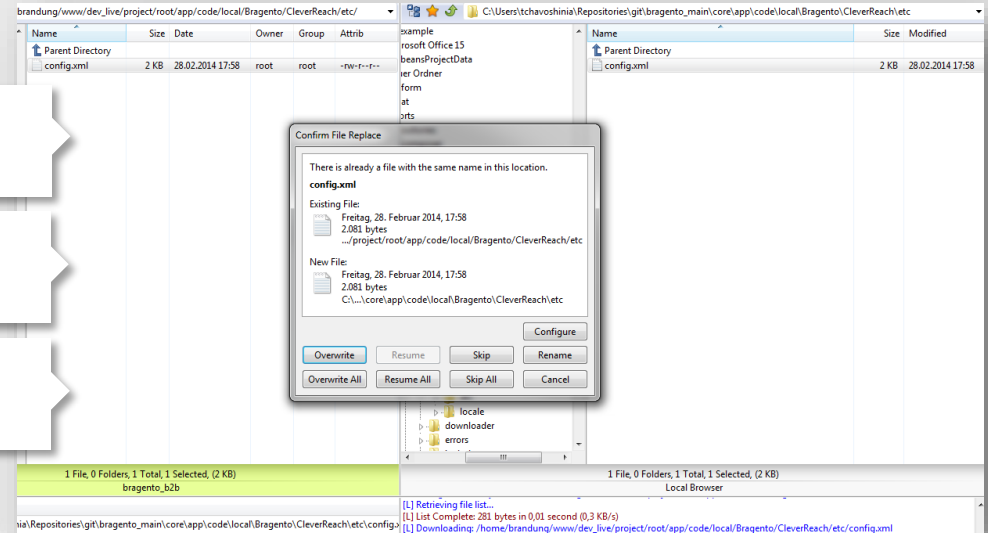 brandung/www/dev_live/project/root/app/code/local/Bragento/CleverReach/etc/
C:\Users\tchavoshinia\Repositories\git\bragento_main\core\app\code\local\Bragento\CleverReach\etc
Name Size Date Owner Group Attrib
Parent Directory
config.xml 2 KB 28.02.2014 17:58 root root -rw-r--r--
example
rosoft Office 15
beansProjectData
er Ordner
form
at
orts
Name Size Modified
Parent Directory
config.xml 2 KB 28.02.2014 17:58
Confirm File Replace
There is already a file with the same name in this location.
config.xml
Existing File:
Freitag, 28. Februar 2014, 17:58
2.081 bytes
.../project/root/app/code/local/Bragento/CleverReach/etc
New File:
Freitag, 28. Februar 2014, 17:58
2.081 bytes
C:\...\core\app\code\local\Bragento\CleverReach\etc
Configure
Overwrite Resume Skip Rename
Overwrite All Resume All Skip All Cancel
locale
downloader
errors
1 File, 0 Folders, 1 Total, 1 Selected, (2 KB)
bragento_b2b
1 File, 0 Folders, 1 Total, 1 Selected, (2 KB)
Local Browser
nia\Repositories\git\bragento_main\core\app\code\local\Bragento\CleverReach\etc\config.x
[L] Retrieving file list...
[L] List Complete: 281 bytes in 0,01 second (0,3 KB/s)
[L] Downloading: /home/brandung/www/dev_live/project/root/app/code/local/Bragento/CleverReach/etc/config.xml